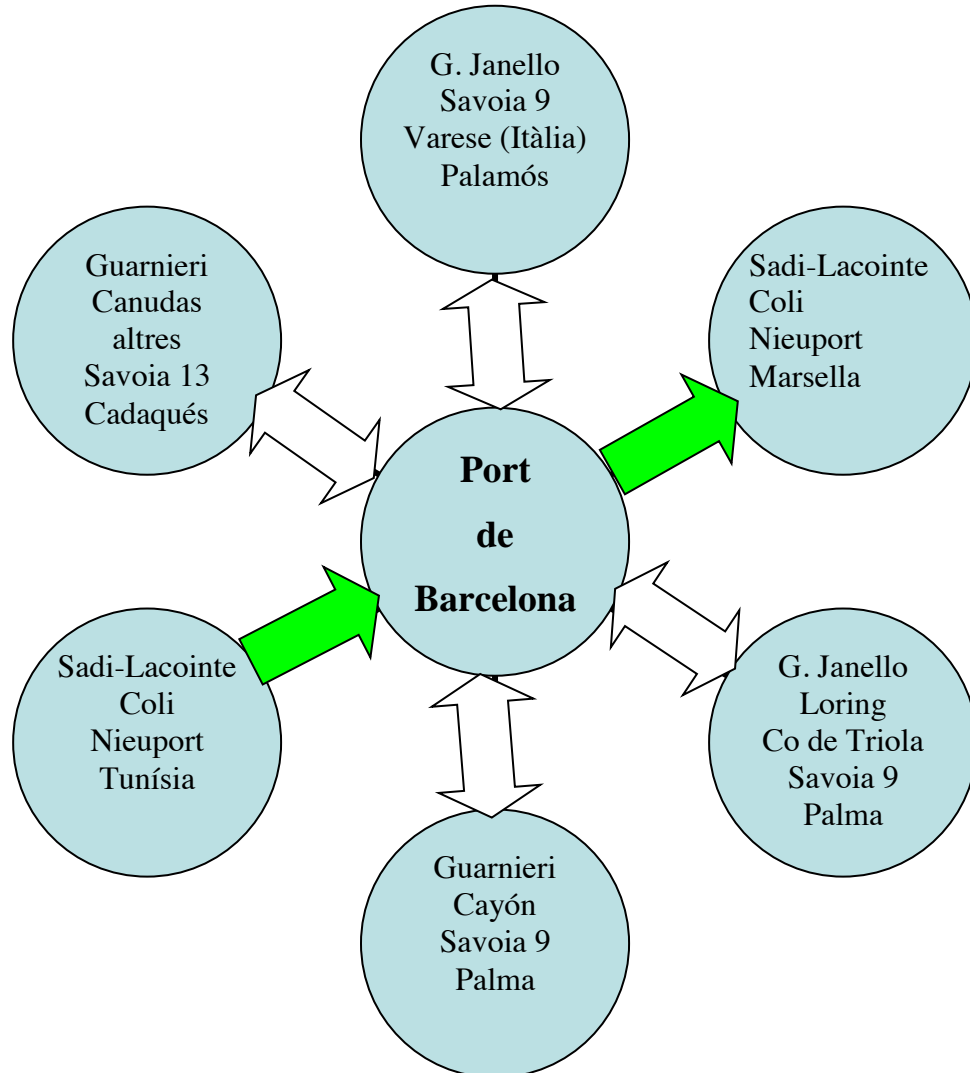 G. Janello
Savoia 9
Varese (Itàlia)
Palamós
Guarnieri
Canudas
altres
Savoia 13
Cadaqués
Sadi-Lacointe
Coli
Nieuport
Marsella
Port
de
Barcelona
Sadi-Lacointe
Coli
Nieuport
Tunísia
G. Janello
Loring
Co de Triola
Savoia 9
Palma
Guarnieri
Cayón
Savoia 9
Palma